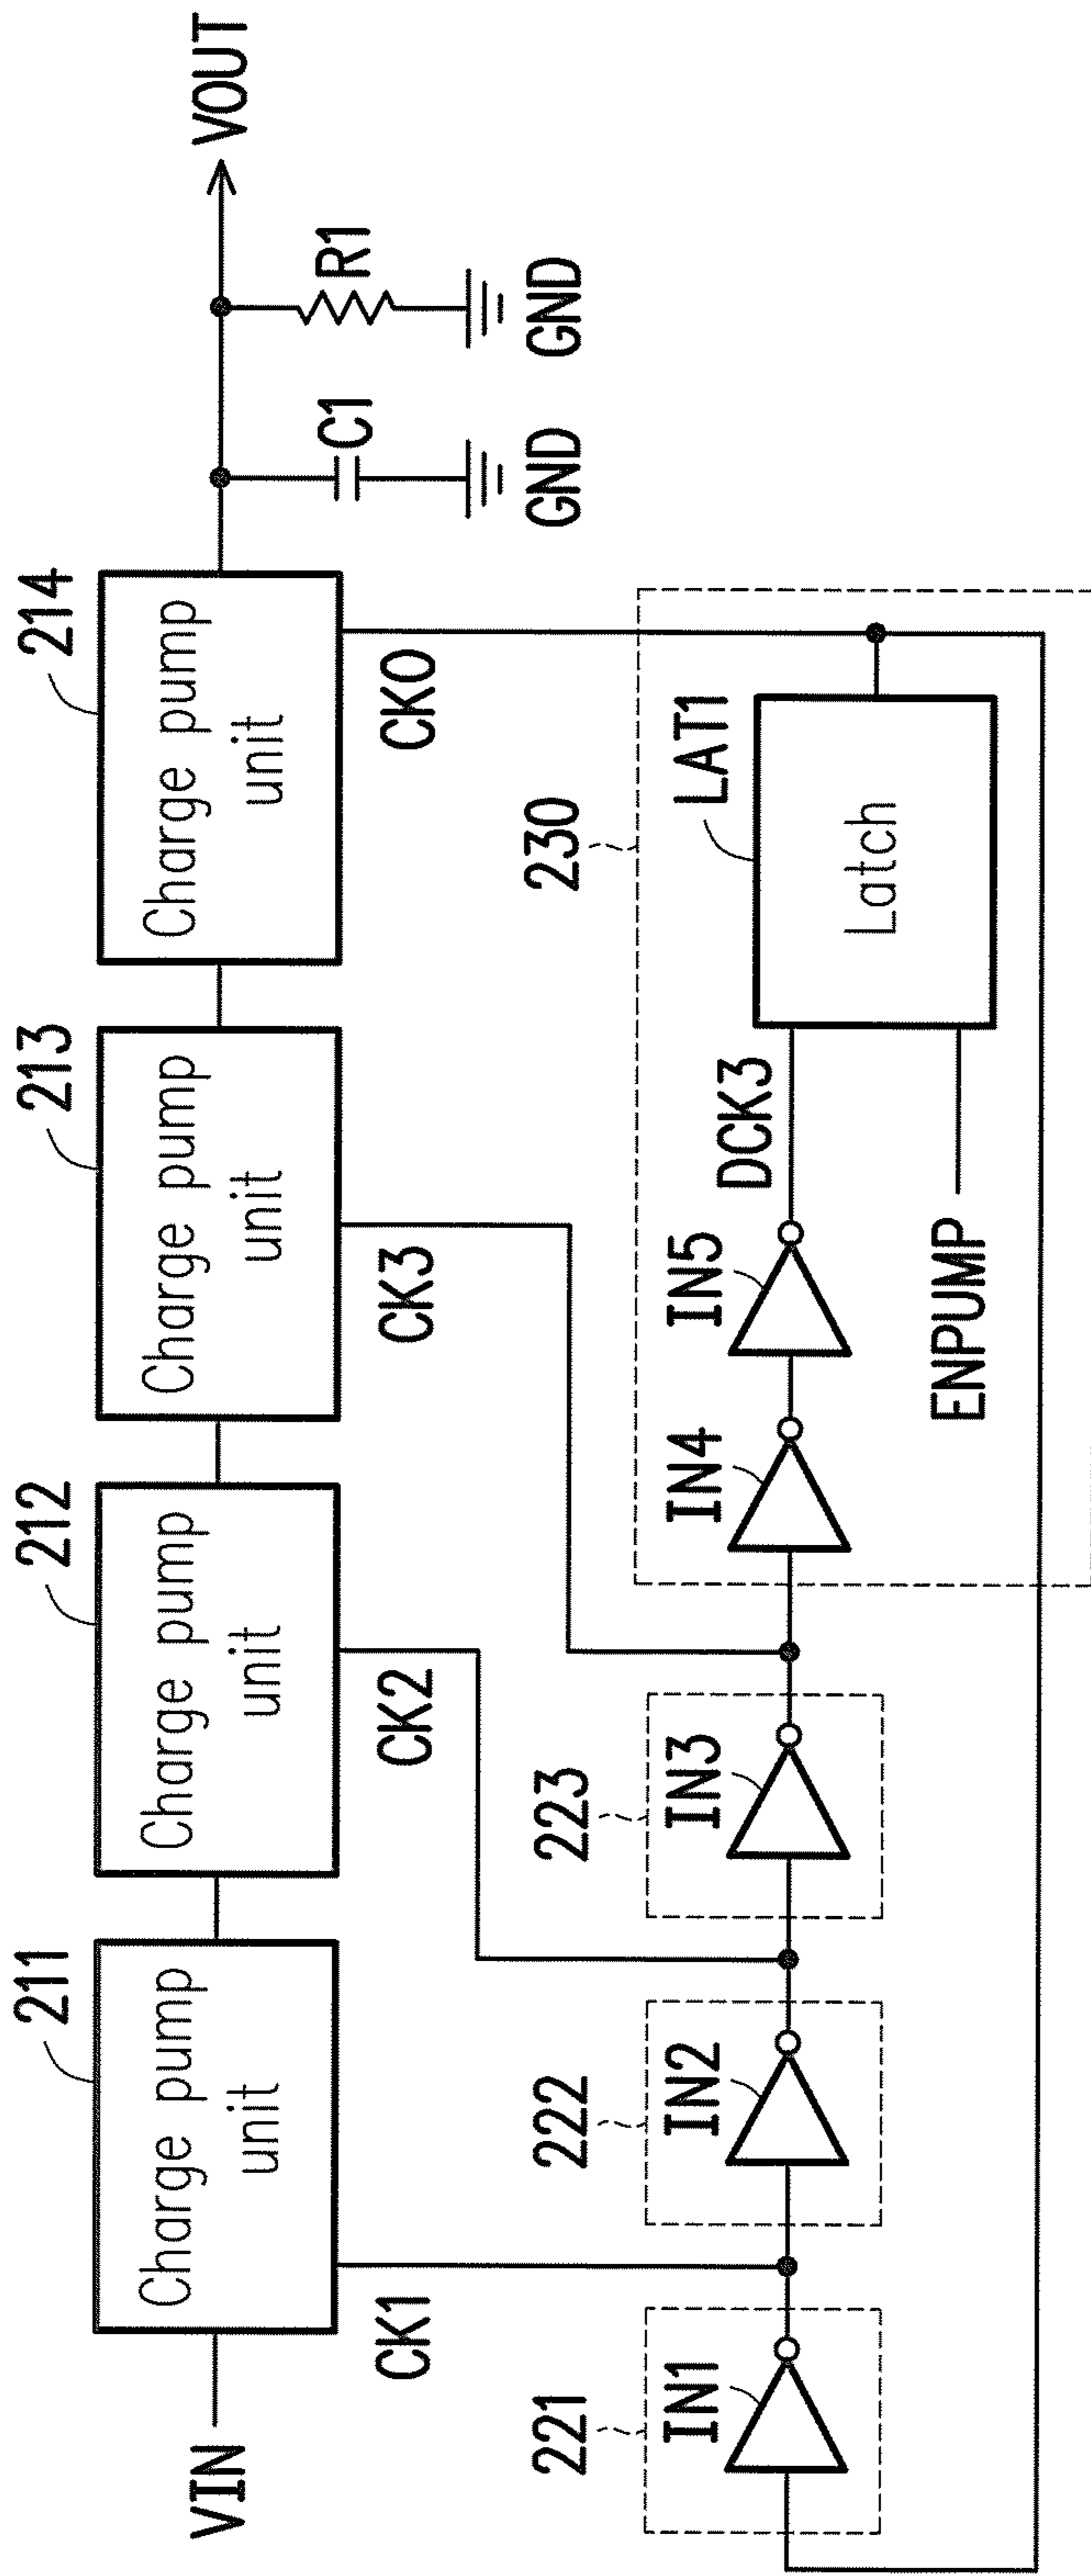 211
212
213
214
VIN
Charge pump
unit
Charge pump
unit
Charge pump
unit
Charge pump
unit
VOUT
C1
R1
GND
GND
CK1
CK2
CK3
CK0
221
222
223
230
IN1
IN2
IN3
IN4
IN5
DCK3
LAT1
Latch
ENPUMP